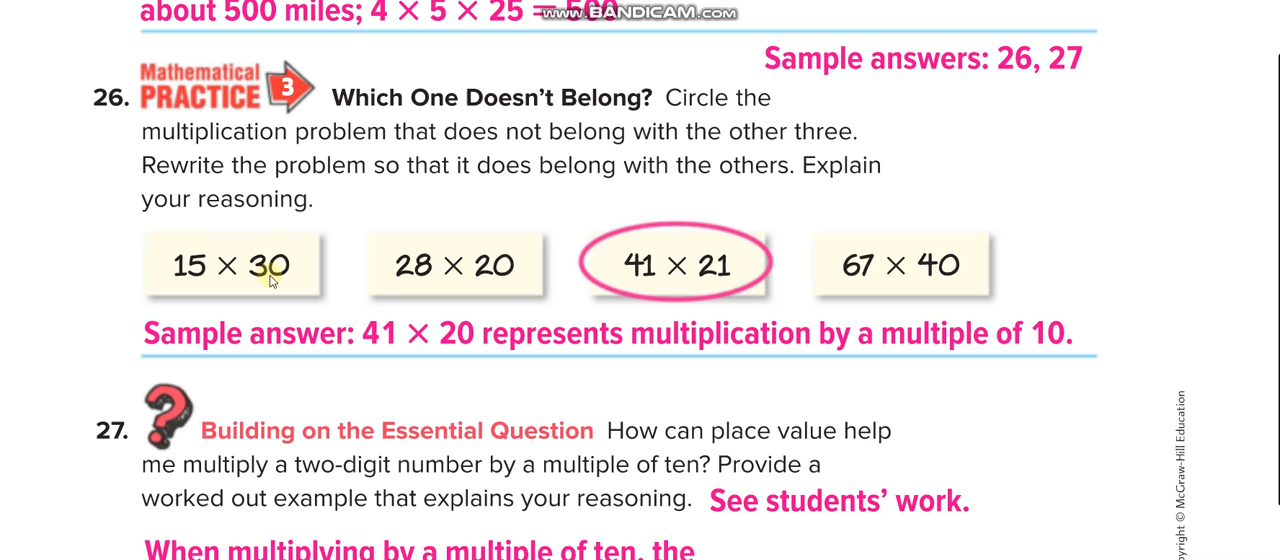 about 500 miles; 4 × 5 × 25 = 500
www.BANDICAM.com
Sample answers: 26, 27
26. Mathematical PRACTICE 3 Which One Doesn't Belong? Circle the
multiplication problem that does not belong with the other three.
Rewrite the problem so that it does belong with the others. Explain
your reasoning.
15 × 30 28 × 20 41 × 21 67 × 40
Sample answer: 41 × 20 represents multiplication by a multiple of 10.
27. ? Building on the Essential Question How can place value help
me multiply a two-digit number by a multiple of ten? Provide a
worked out example that explains your reasoning. See students' work.
When multiplying by a multiple of ten, the
yright © McGraw-Hill Education